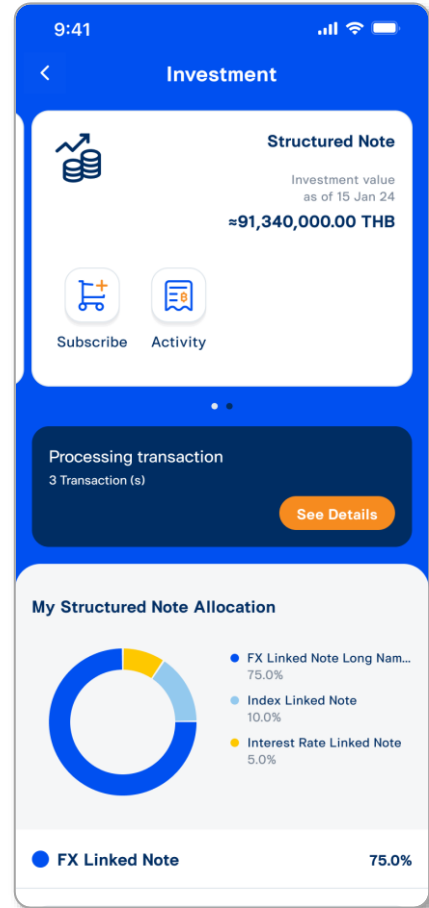 9:41
Investment
Structured Note
Investment value
as of 15 Jan 24
≈91,340,000.00 THB
Subscribe
Activity
Processing transaction
3 Transaction (s)
See Details
My Structured Note Allocation
FX Linked Note Long Nam...
75.0%
Index Linked Note
10.0%
Interest Rate Linked Note
5.0%
FX Linked Note 75.0%